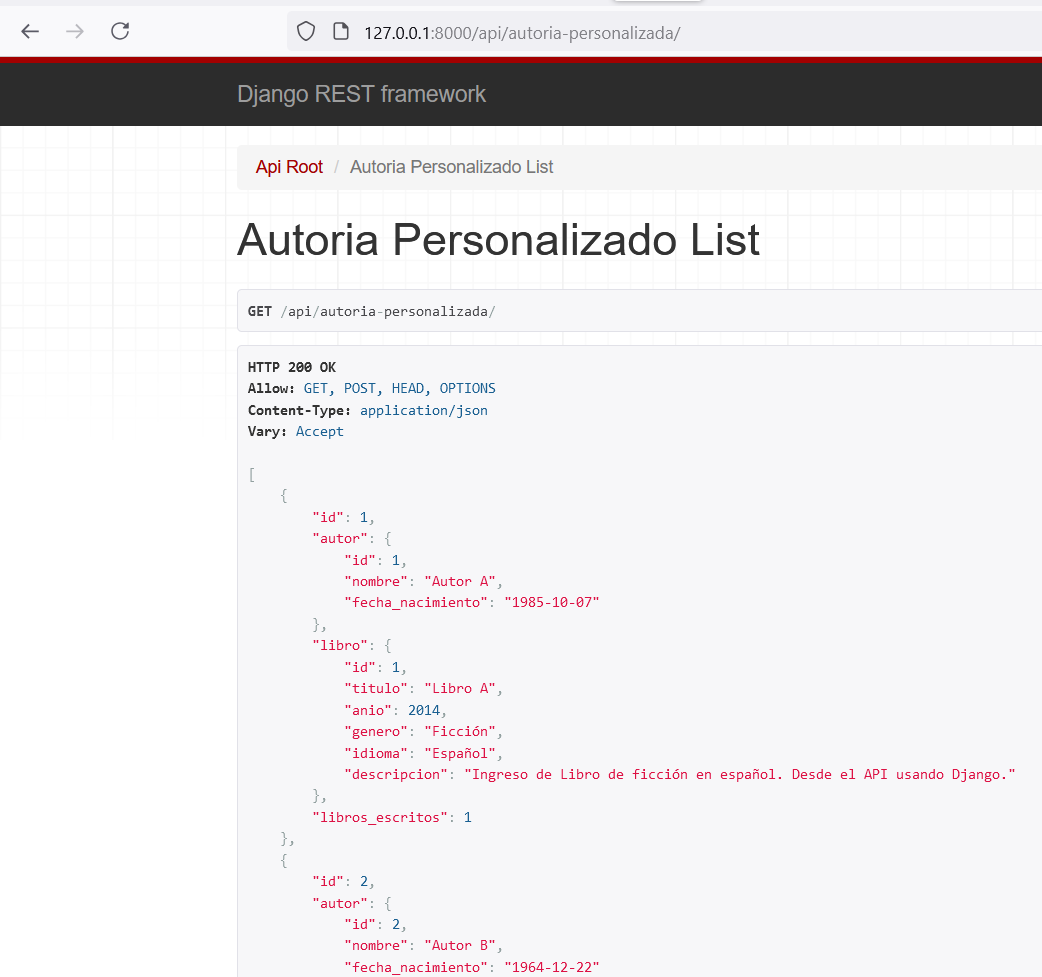 127.0.0.1:8000/api/autoria-personalizada/
Django REST framework
Api Root / Autoria Personalizado List
Autoria Personalizado List
GET /api/autoria-personalizada/
HTTP 200 OK
Allow: GET, POST, HEAD, OPTIONS
Content-Type: application/json
Vary: Accept
[
    {
        "id": 1,
        "autor": {
            "id": 1,
            "nombre": "Autor A",
            "fecha_nacimiento": "1985-10-07"
        },
        "libro": {
            "id": 1,
            "titulo": "Libro A",
            "anio": 2014,
            "genero": "Ficción",
            "idioma": "Español",
            "descripcion": "Ingreso de Libro de ficción en español. Desde el API usando Django."
        },
        "libros_escritos": 1
    },
    {
        "id": 2,
        "autor": {
            "id": 2,
            "nombre": "Autor B",
            "fecha_nacimiento": "1964-12-22"